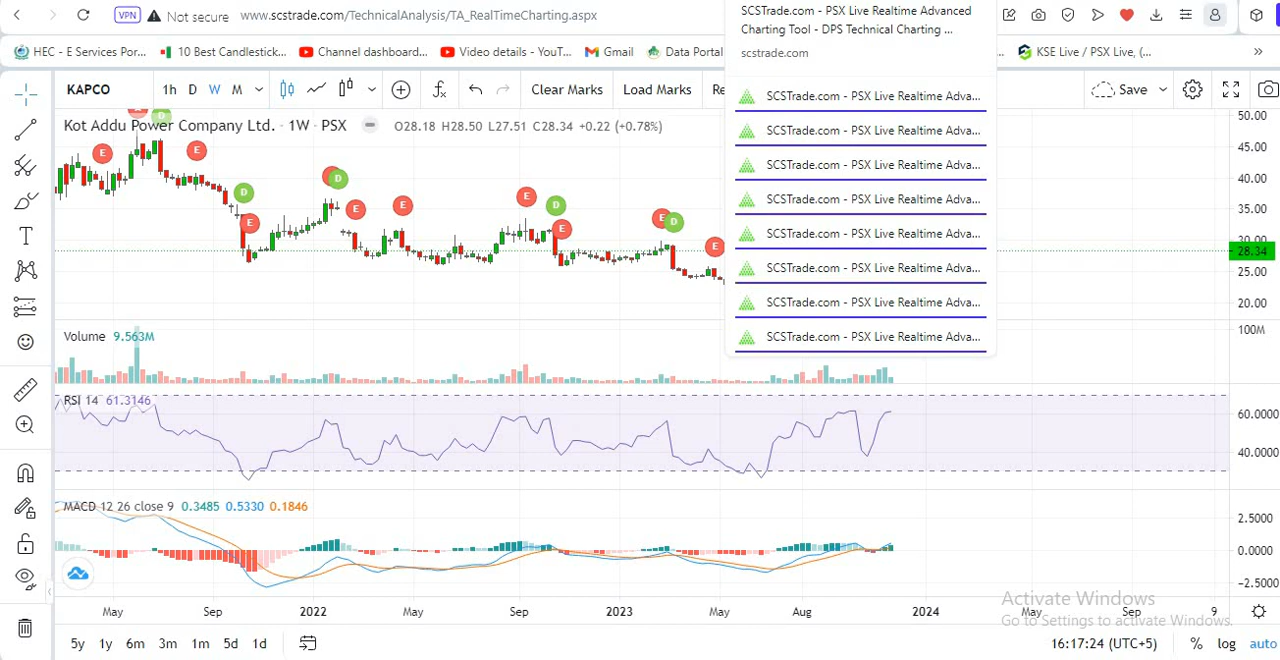 VPN Not secure www.scstrade.com/TechnicalAnalysis/TA_RealTimeCharting.aspx
SCSTrade.com - PSX Live Realtime Advanced
Charting Tool - DPS Technical Charting ...
scstrade.com
HEC - E Services Por... 10 Best Candlestick... Channel dashboard... Video details - YouT... Gmail Data Portal KSE Live / PSX Live, (... »
KAPCO 1h D W M Clear Marks Load Marks Re Save
SCSTrade.com - PSX Live Realtime Adva...
SCSTrade.com - PSX Live Realtime Adva...
SCSTrade.com - PSX Live Realtime Adva...
SCSTrade.com - PSX Live Realtime Adva...
SCSTrade.com - PSX Live Realtime Adva...
SCSTrade.com - PSX Live Realtime Adva...
SCSTrade.com - PSX Live Realtime Adva...
SCSTrade.com - PSX Live Realtime Adva...
Kot Addu Power Company Ltd. · 1W · PSX O28.18 H28.50 L27.51 C28.34 +0.22 (+0.78%)
50.00
45.00
40.00
35.00
30.00
28.34
25.00
20.00
D
E E
D
D
E
E E
E
D
E
E D
E
Volume 9.563M
100M
RSI 14 61.3146
60.0000
40.0000
MACD 12 26 close 9 0.3485 0.5330 0.1846
2.5000
0.0000
−2.5000
May Sep 2022 May Sep 2023 May Aug 2024 May Sep 9
Activate Windows
Go to Settings to activate Windows.
5y 1y 6m 3m 1m 5d 1d 16:17:24 (UTC+5) % log auto